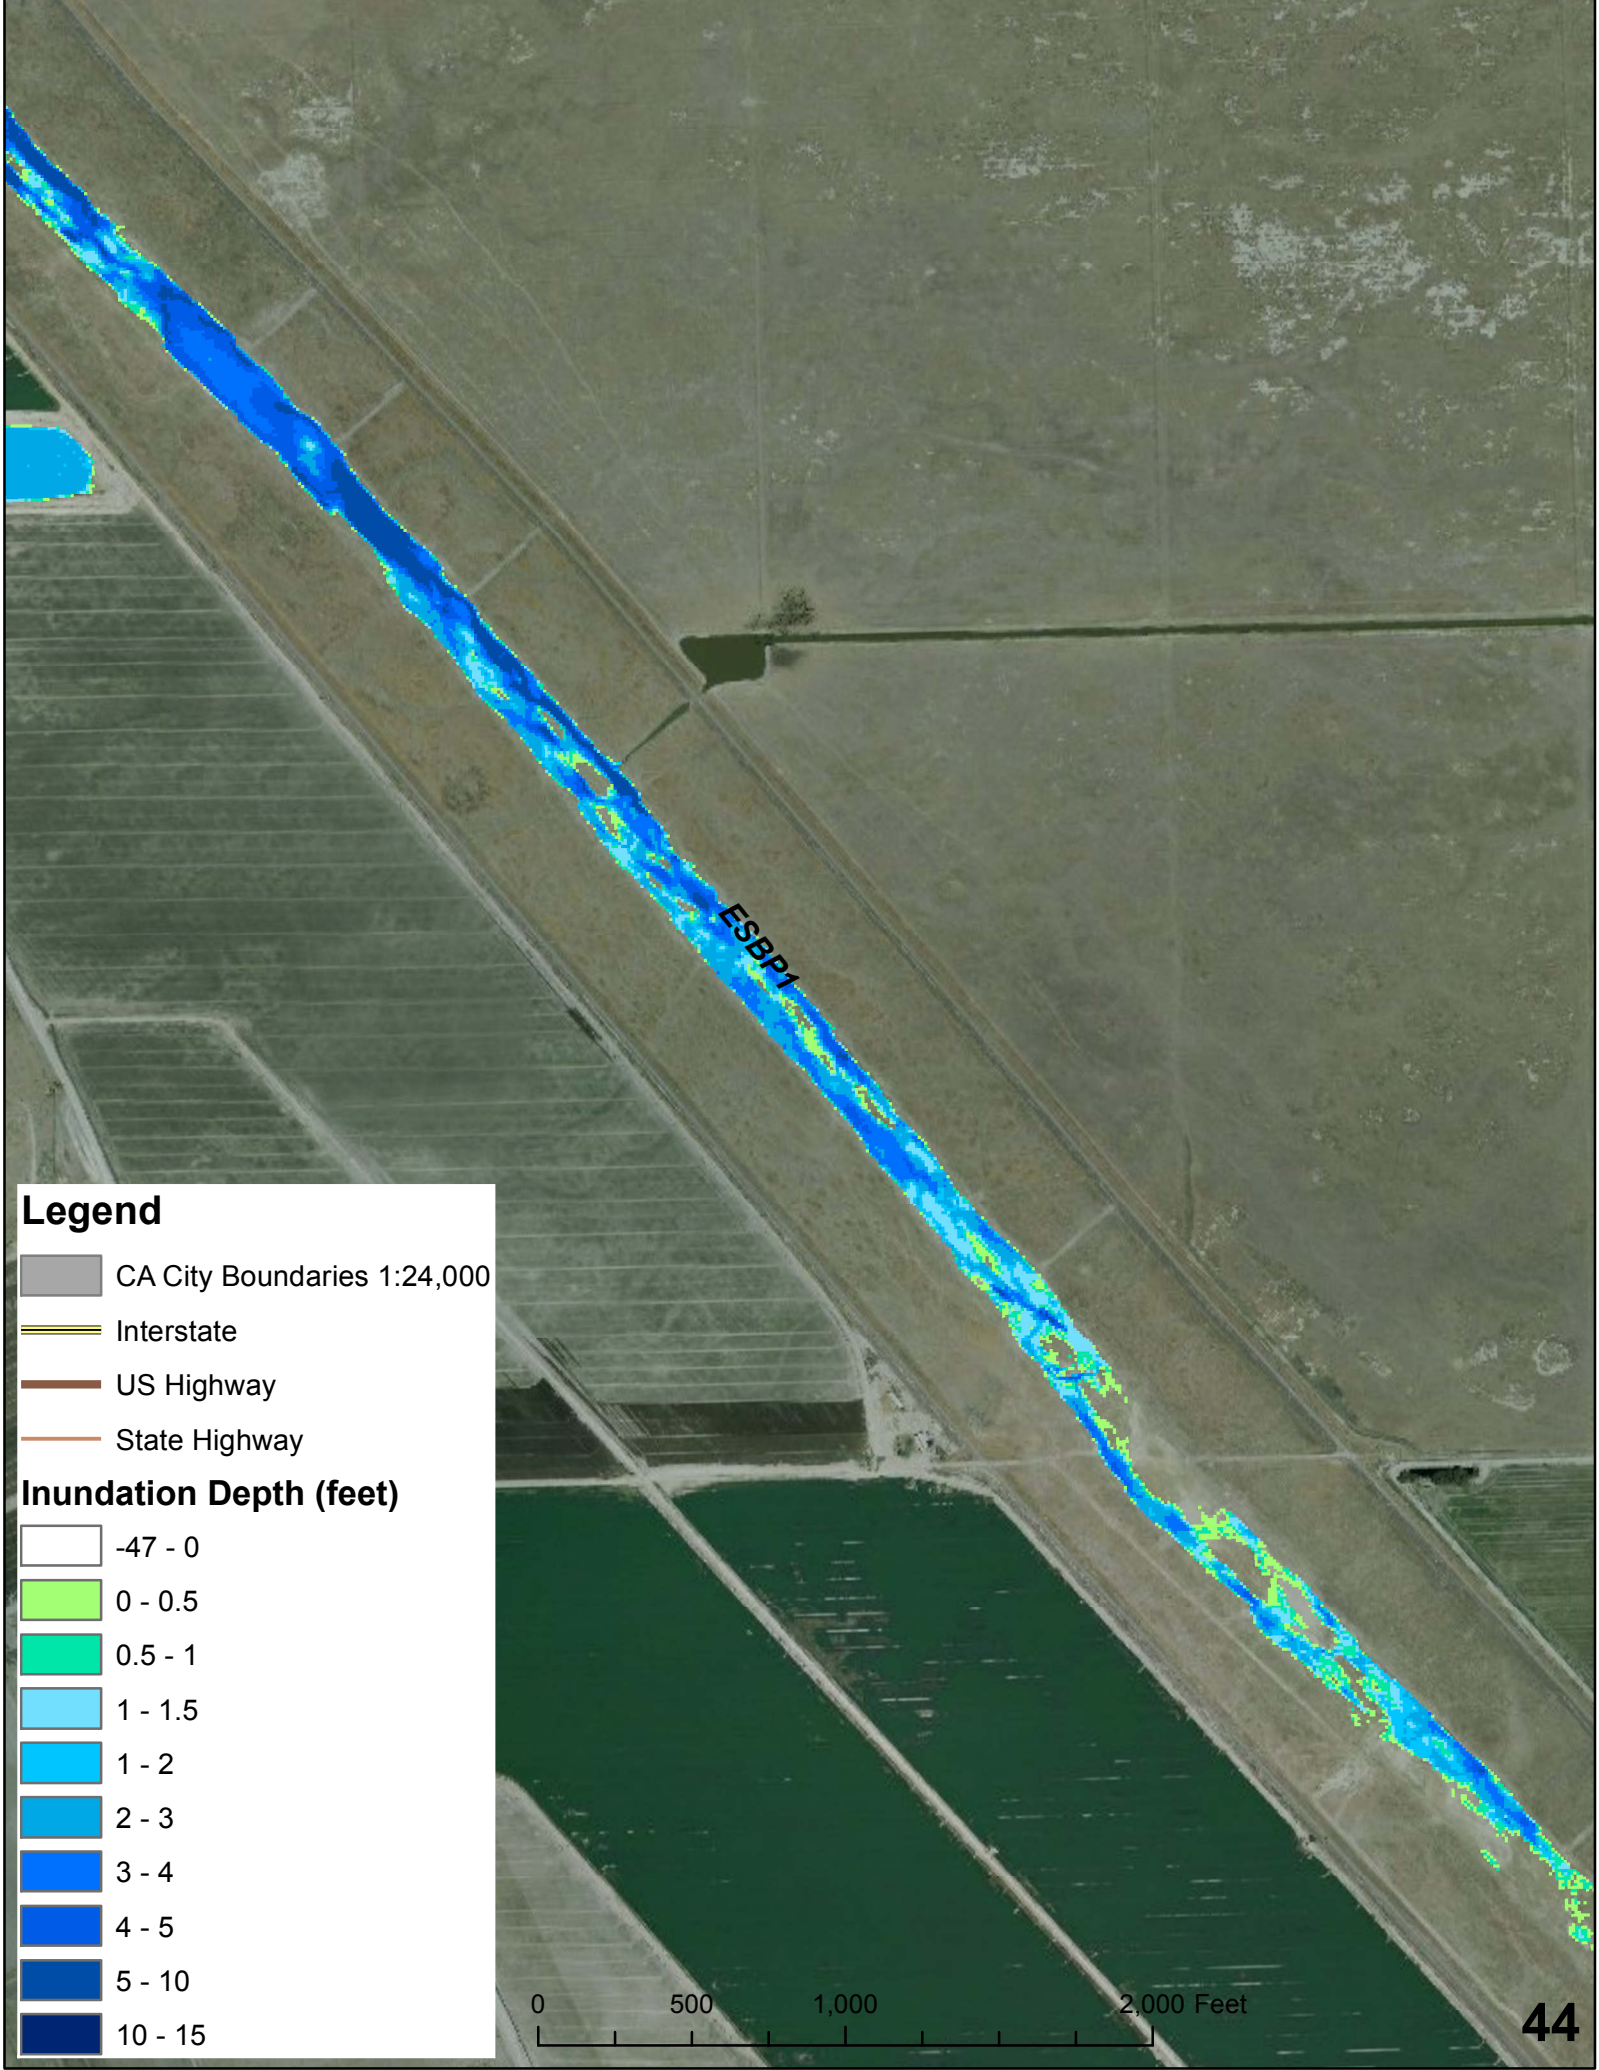 ESBP1
Legend
CA City Boundaries 1:24,000
Interstate
US Highway
State Highway
Inundation Depth (feet)
-47 - 0
0 - 0.5
0.5 - 1
1 - 1.5
1 - 2
2 - 3
3 - 4
4 - 5
5 - 10
10 - 15
0 500 1,000 2,000 Feet
44